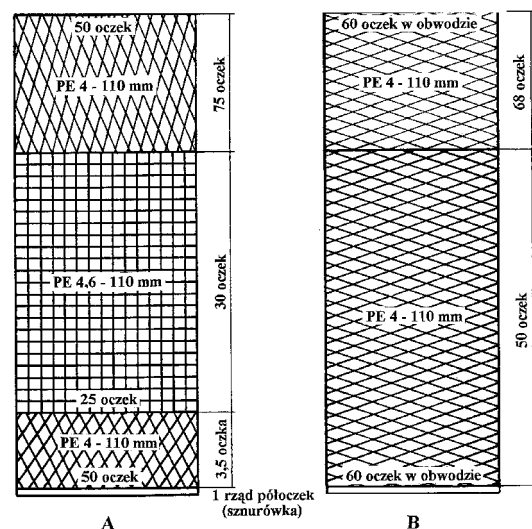 50 oczek
PE 4 - 110 mm
75 oczek
PE 4,6 - 110 mm
30 oczek
25 oczek
PE 4 - 110 mm
50 oczek
3,5 oczka
1 rząd półoczek
(sznurówka)
A
60 oczek w obwodzie
PE 4 - 110 mm
68 oczek
PE 4 - 110 mm
50 oczek
60 oczek w obwodzie
B